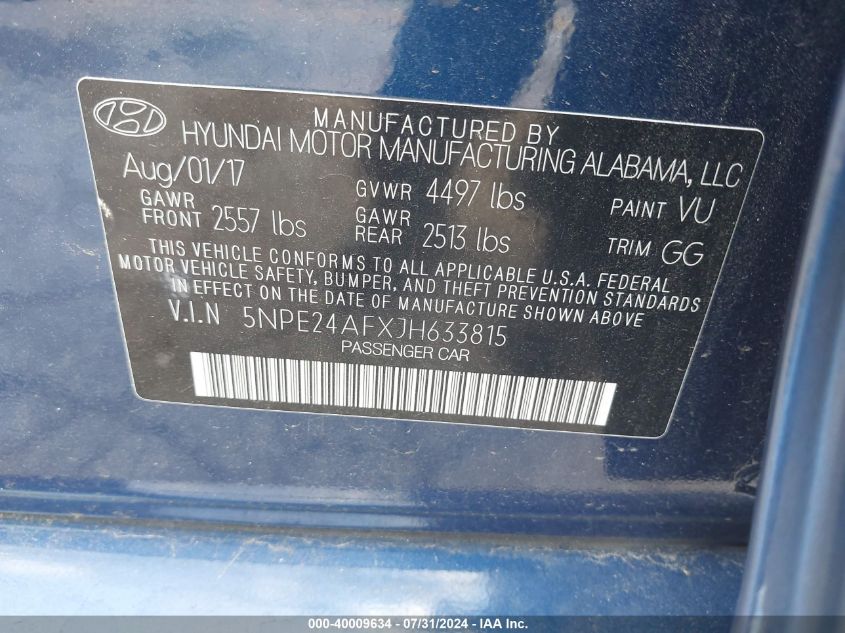 MANUFACTURED BY
HYUNDAI MOTOR MANUFACTURING ALABAMA, LLC
Aug/01/17 GVWR 4497 lbs PAINT VU
GAWR FRONT 2557 lbs GAWR REAR 2513 lbs TRIM GG
THIS VEHICLE CONFORMS TO ALL APPLICABLE U.S.A. FEDERAL
MOTOR VEHICLE SAFETY, BUMPER, AND THEFT PREVENTION STANDARDS
IN EFFECT ON THE DATE OF MANUFACTURE SHOWN ABOVE
V.I.N 5NPE24AFXJH633815
PASSENGER CAR
000-40009634 - 07/31/2024 - IAA Inc.